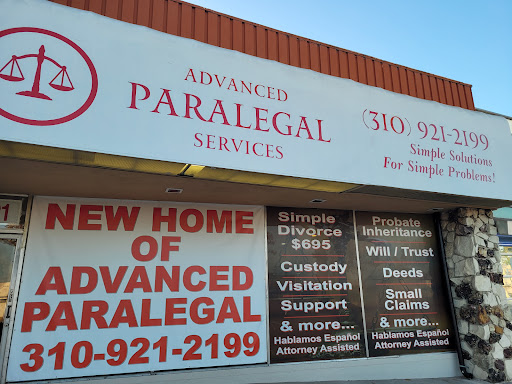 ADVANCED
PARALEGAL
SERVICES
(310) 921-2199
Simple Solutions
For Simple Problems!
NEW HOME
OF
ADVANCED
PARALEGAL
310-921-2199
Simple
Divorce
- $695
Custody
Visitation
Support
& more...
Hablamos Español
Attorney Assisted
Probate
Inheritance
Will / Trust
Deeds
Small
Claims
& more...
Hablamos Español
Attorney Assisted